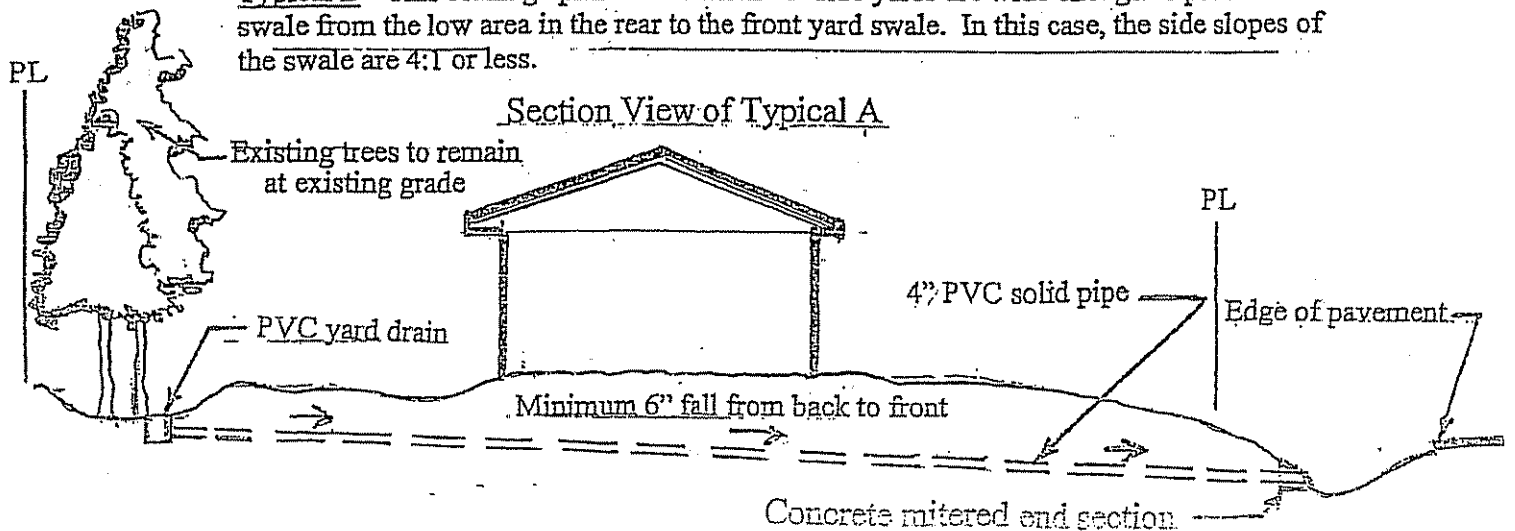 swale from the low area in the rear to the front yard swale. In this case, the side slopes of
the swale are 4:1 or less.
PL
Section View of Typical A
Existing trees to remain
at existing grade
PL
4" PVC solid pipe
Edge of pavement
PVC yard drain
Minimum 6" fall from back to front
Concrete mitered end section